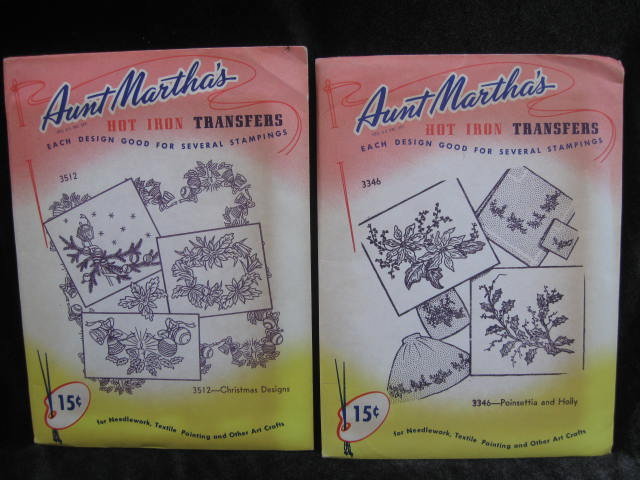 Aunt Martha's
HOT IRON TRANSFERS
EACH DESIGN GOOD FOR SEVERAL STAMPINGS
3512
3512—Christmas Designs
15¢
for Needlework, Textile Painting and Other Art Crafts
Aunt Martha's
HOT IRON TRANSFERS
EACH DESIGN GOOD FOR SEVERAL STAMPINGS
3346
3346—Poinsettia and Holly
15¢
for Needlework, Textile Painting and Other Art Crafts